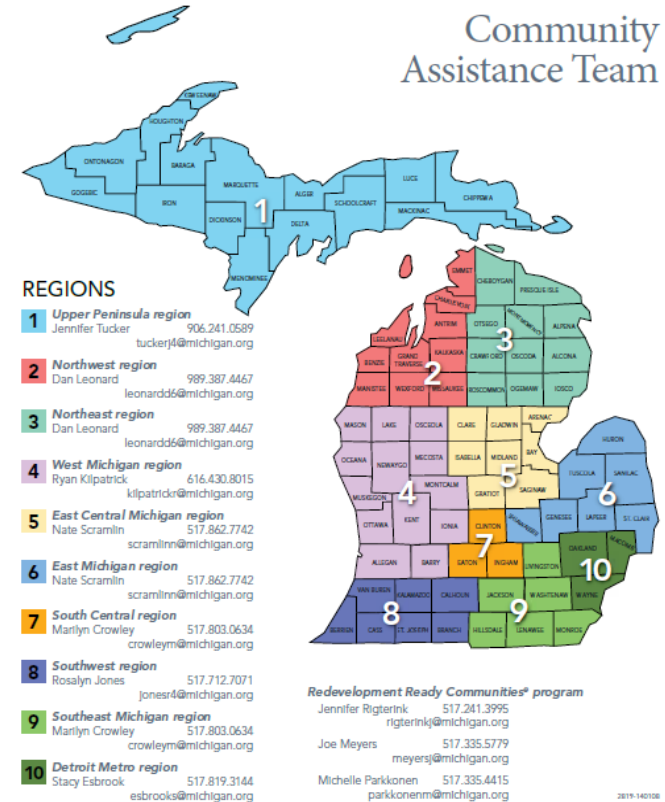 Community
Assistance Team
KEWEENAW
HOUGHTON
ONTONAGON
BARAGA
GOGEBIC
IRON
MARQUETTE
DICKINSON
MENOMINEE
ALGER
DELTA
SCHOOLCRAFT
LUCE
MACKINAC
CHIPPEWA
1
REGIONS
1 Upper Peninsula region
Jennifer Tucker 906.241.0589
tuckerj4@michigan.org
2 Northwest region
Dan Leonard 989.387.4467
leonardd6@michigan.org
3 Northeast region
Dan Leonard 989.387.4467
leonardd6@michigan.org
4 West Michigan region
Ryan Kilpatrick 616.430.8015
kilpatrickr@michigan.org
5 East Central Michigan region
Nate Scramlin 517.862.7742
scramlinn@michigan.org
6 East Michigan region
Nate Scramlin 517.862.7742
scramlinn@michigan.org
7 South Central region
Marilyn Crowley 517.803.0634
crowleym@michigan.org
8 Southwest region
Rosalyn Jones 517.712.7071
jonesr4@michigan.org
9 Southeast Michigan region
Marilyn Crowley 517.803.0634
crowleym@michigan.org
10 Detroit Metro region
Stacy Esbrook 517.819.3144
esbrooks@michigan.org
EMMET
CHARLEVOIX
ANTRIM
LEELANAU
BENZIE
GRAND
TRAVERSE
KALKASKA
MANISTEE
WEXFORD
MISSAUKEE
2
CHEBOYGAN
PRESQUE ISLE
OTSEGO
MONTMORENCY
ALPENA
CRAWFORD
OSCODA
ALCONA
ROSCOMMON
OGEMAW
IOSCO
3
MASON
LAKE
OSCEOLA
OCEANA
NEWAYGO
MECOSTA
MUSKEGON
MONTCALM
OTTAWA
KENT
IONIA
ALLEGAN
BARRY
4
CLARE
GLADWIN
ARENAC
ISABELLA
MIDLAND
BAY
GRATIOT
SAGINAW
5
HURON
TUSCOLA
SANILAC
SHIAWASSEE
GENESEE
LAPEER
ST. CLAIR
6
CLINTON
EATON
INGHAM
7
VAN BUREN
KALAMAZOO
CALHOUN
BERRIEN
CASS
ST. JOSEPH
BRANCH
8
LIVINGSTON
JACKSON
WASHTENAW
HILLSDALE
LENAWEE
MONROE
9
OAKLAND
MACOMB
WAYNE
10
Redevelopment Ready Communities® program
Jennifer Rigterink 517.241.3995
rigterinkj@michigan.org
Joe Meyers 517.335.5779
meyersj@michigan.org
Michelle Parkkonen 517.335.4415
parkkonenm@michigan.org
2819-140108